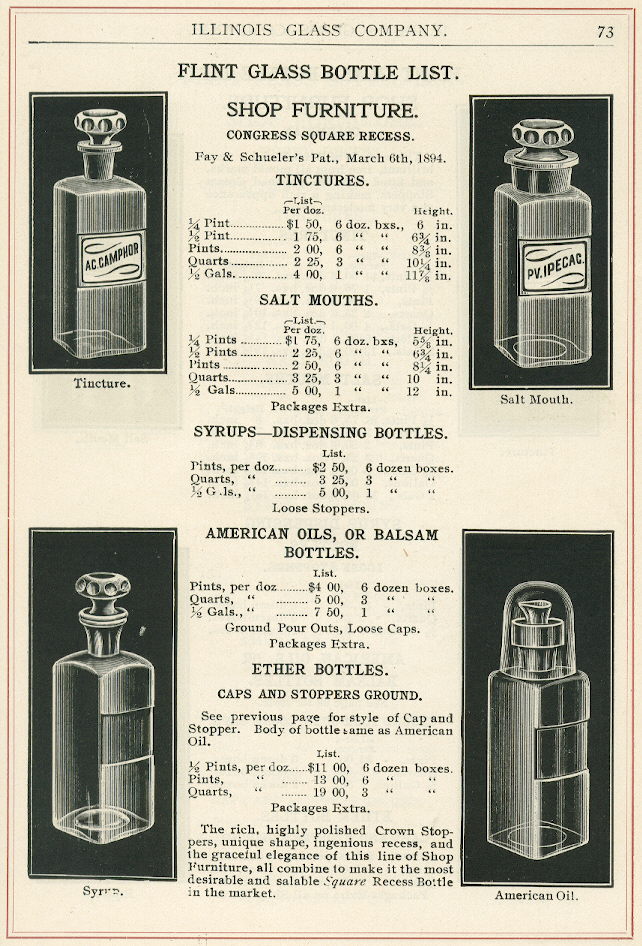 ILLINOIS GLASS COMPANY. 73
FLINT GLASS BOTTLE LIST.
SHOP FURNITURE.
CONGRESS SQUARE RECESS.
Fay & Schueler's Pat., March 6th, 1894.
TINCTURES.
List
Per doz. Height.
¼ Pint............... $1 50, 6 doz. bxs., 6 in.
½ Pint............... 1 75, 6 “ “ 6¾ in.
Pints................. 2 00, 6 “ “ 8⅜ in.
Quarts............... 2 25, 3 “ “ 10¼ in.
½ Gals............... 4 00, 1 “ “ 11⅞ in.
AC.CAMPHOR
Tincture.
PV.IPECAC.
Salt Mouth.
SALT MOUTHS.
List.
Per doz. Height.
¼ Pints ............ $1 75, 6 doz. bxs, 5⅝ in.
½ Pints ............ 2 25, 6 “ “ 6¾ in.
Pints ............... 2 50, 6 “ “ 8¼ in.
Quarts............... 3 25, 3 “ “ 10 in.
½ Gals............... 5 00, 1 “ “ 12 in.
Packages Extra.
SYRUPS—DISPENSING BOTTLES.
List.
Pints, per doz......... $2 50, 6 dozen boxes.
Quarts, “ ......... 3 25, 3 “ “
½ G.ls., “ ......... 5 00, 1 “ “
Loose Stoppers.
AMERICAN OILS, OR BALSAM
BOTTLES.
List.
Pints, per doz ........$4 00, 6 dozen boxes.
Quarts, “ ......... 5 00, 3 “ “
½ Gals., “ ......... 7 50, 1 “ “
Ground Pour Outs, Loose Caps.
Packages Extra.
ETHER BOTTLES.
CAPS AND STOPPERS GROUND.
See previous page for style of Cap and
Stopper. Body of bottle same as American
Oil.
List.
½ Pints, per doz.....$11 00, 6 dozen boxes.
Pints, “ ........ 13 00, 6 “ “
Quarts, “ ........ 19 00, 3 “ “
Packages Extra.
The rich, highly polished Crown Stop-
pers, unique shape, ingenious recess, and
the graceful elegance of this line of Shop
Furniture, all combine to make it the most
desirable and salable Square Recess Bottle
in the market.
Syrup.
American Oil.